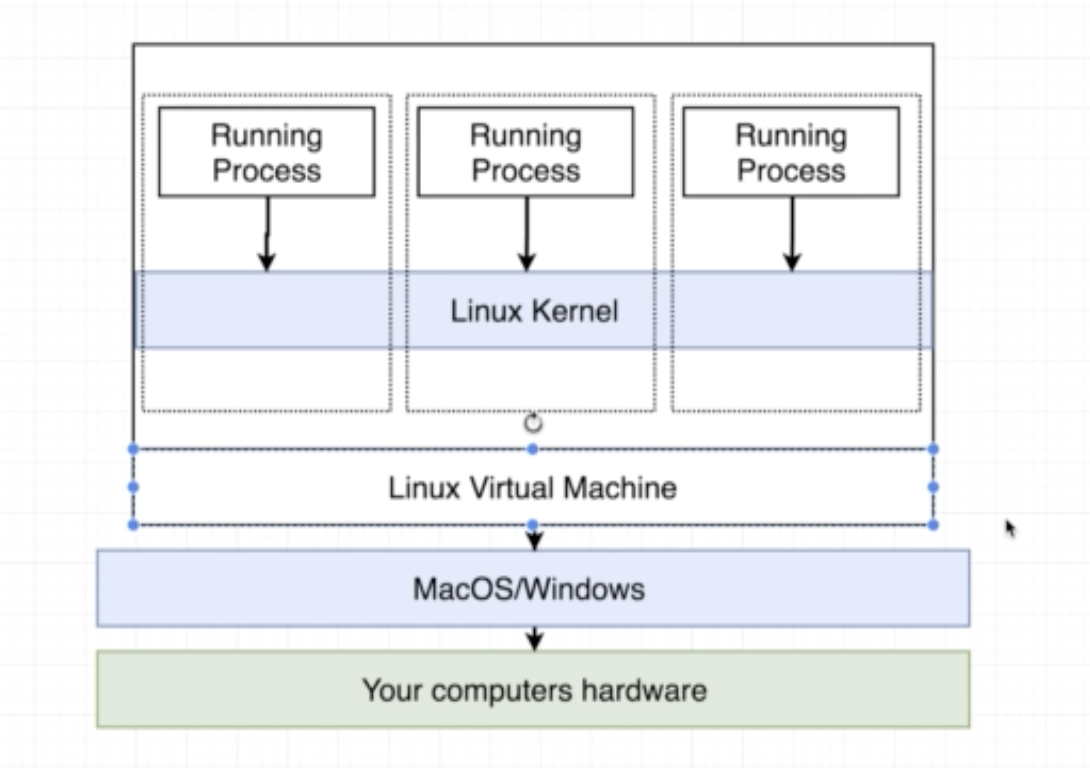 Running
Process
Running
Process
Running
Process
Linux Kernel
Linux Virtual Machine
MacOS/Windows
Your computers hardware